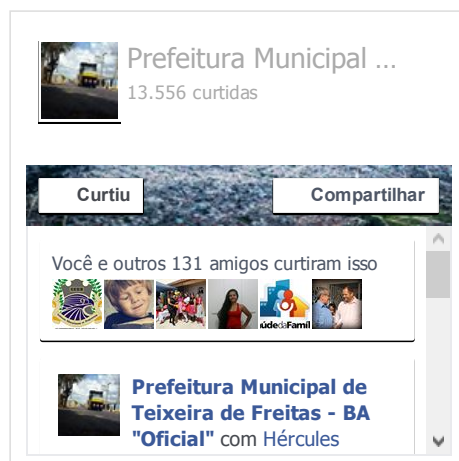 Prefeitura Municipal ...
13.556 curtidas
Curtiu
Compartilhar
Você e outros 131 amigos curtiram isso
údedaFamíl
Prefeitura Municipal de
Teixeira de Freitas - BA
"Oficial" com Hércules